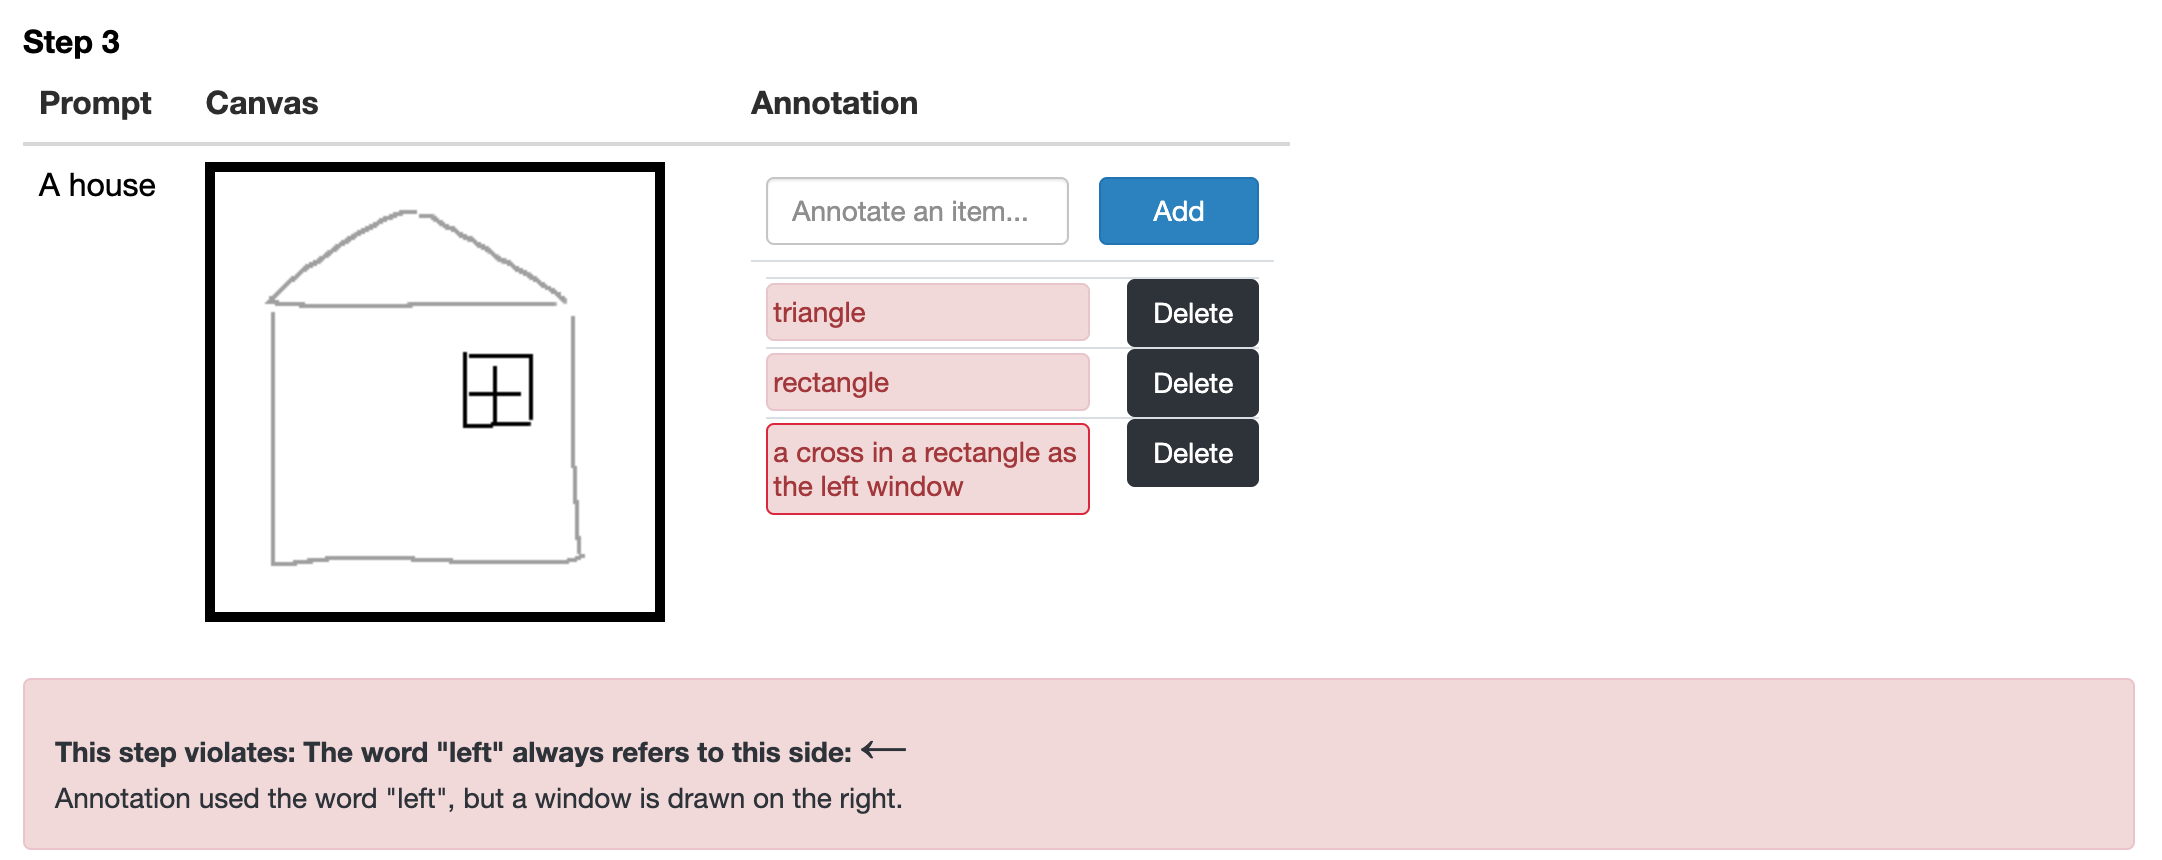 Step 3
Prompt Canvas Annotation
A house
Annotate an item... Add
triangle Delete
rectangle Delete
a cross in a rectangle as Delete
the left window
This step violates: The word "left" always refers to this side: ←
Annotation used the word "left", but a window is drawn on the right.